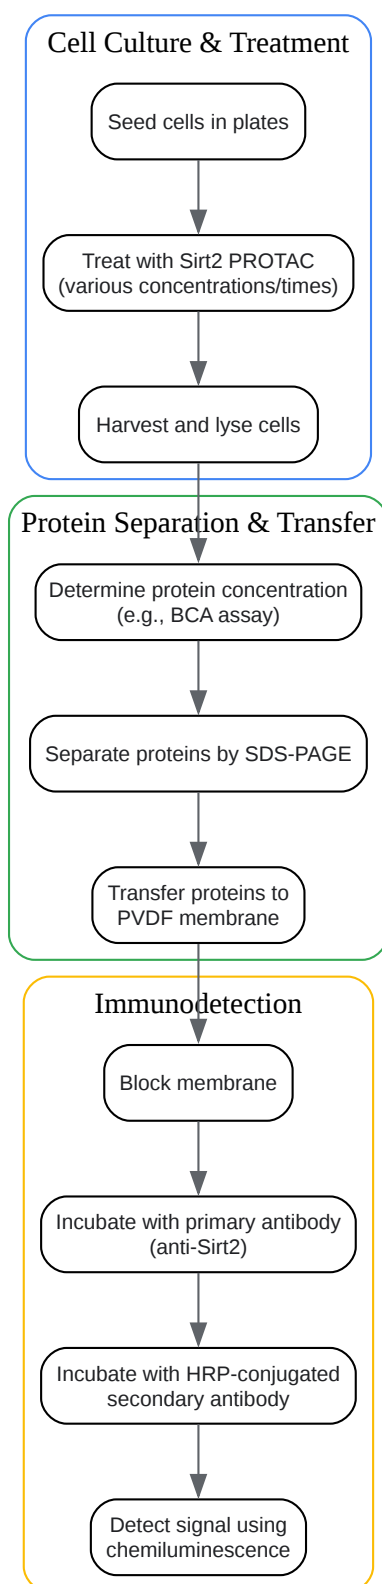 Cell Culture & Treatment
Seed cells in plates
Treat with Sirt2 PROTAC
(various concentrations/times)
Harvest and lyse cells
Protein Separation & Transfer
Determine protein concentration
(e.g., BCA assay)
Separate proteins by SDS-PAGE
Transfer proteins to
PVDF membrane
Immunodetection
Block membrane
Incubate with primary antibody
(anti-Sirt2)
Incubate with HRP-conjugated
secondary antibody
Detect signal using
chemiluminescence